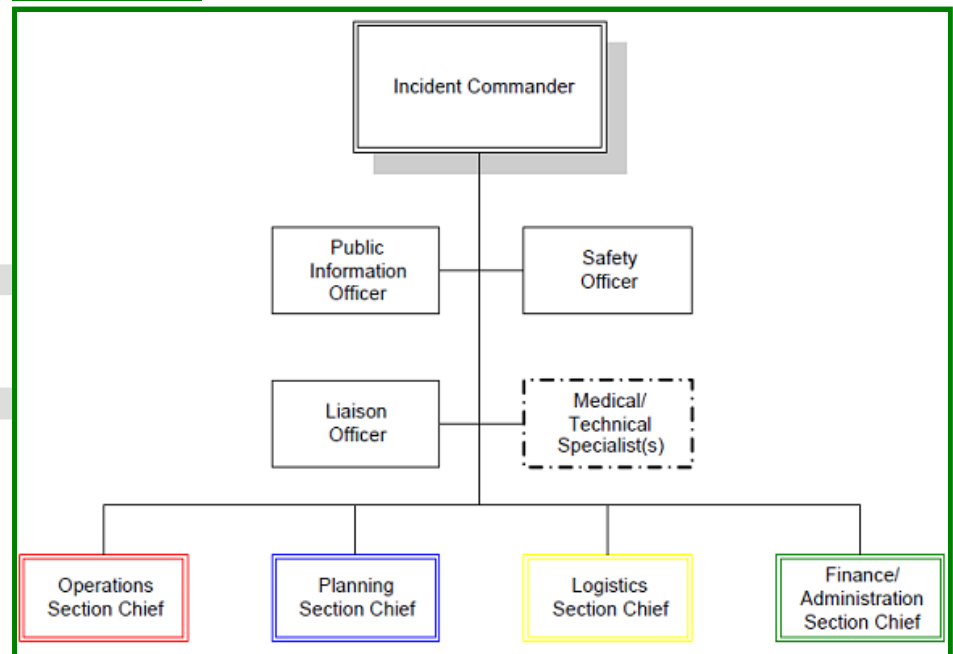 Incident Commander
Public
Information
Officer
Safety
Officer
Liaison
Officer
Medical/
Technical
Specialist(s)
Operations
Section Chief
Planning
Section Chief
Logistics
Section Chief
Finance/
Administration
Section Chief